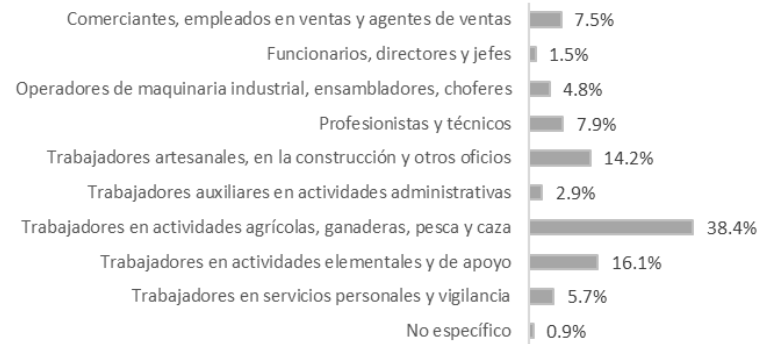 Comerciantes, empleados en ventas y agentes de ventas 7.5%
Funcionarios, directores y jefes 1.5%
Operadores de maquinaria industrial, ensambladores, choferes 4.8%
Profesionistas y técnicos 7.9%
Trabajadores artesanales, en la construcción y otros oficios 14.2%
Trabajadores auxiliares en actividades administrativas 2.9%
Trabajadores en actividades agrícolas, ganaderas, pesca y caza 38.4%
Trabajadores en actividades elementales y de apoyo 16.1%
Trabajadores en servicios personales y vigilancia 5.7%
No específico 0.9%